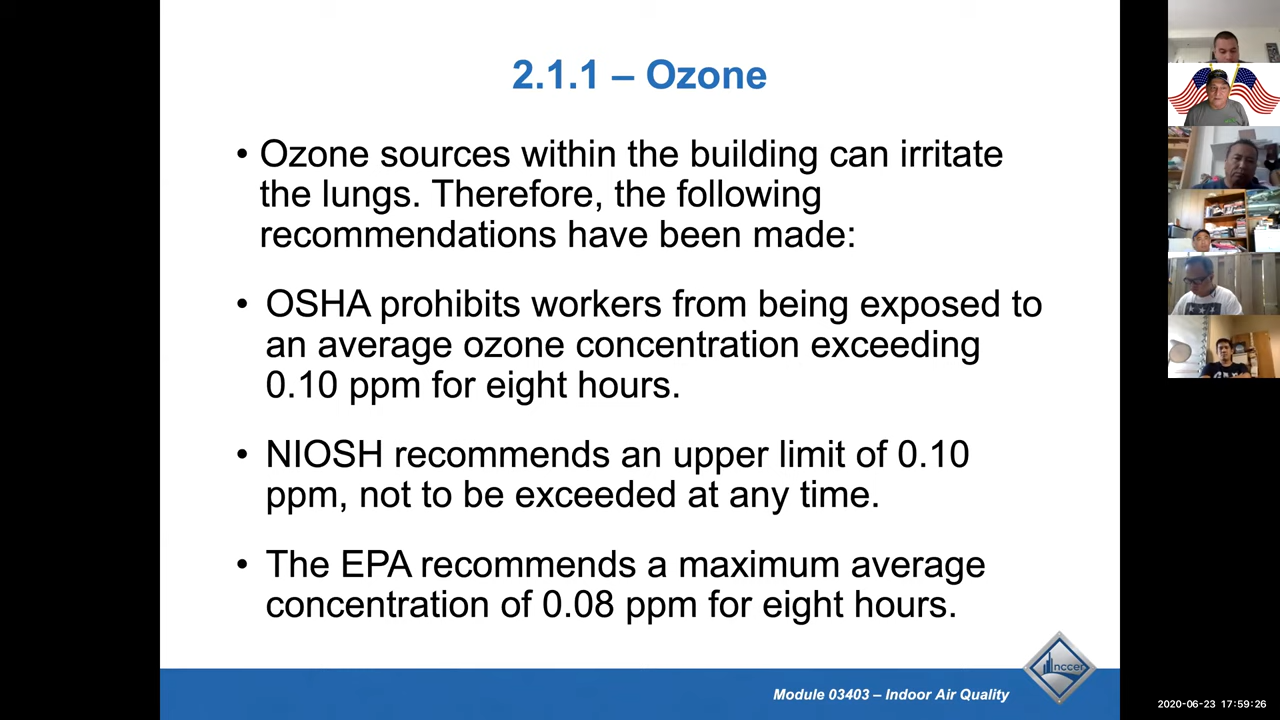 2.1.1 – Ozone
• Ozone sources within the building can irritate
the lungs. Therefore, the following
recommendations have been made:
• OSHA prohibits workers from being exposed to
an average ozone concentration exceeding
0.10 ppm for eight hours.
• NIOSH recommends an upper limit of 0.10
ppm, not to be exceeded at any time.
• The EPA recommends a maximum average
concentration of 0.08 ppm for eight hours.
nccer
Module 03403 – Indoor Air Quality
2020-06-23 17:59:26